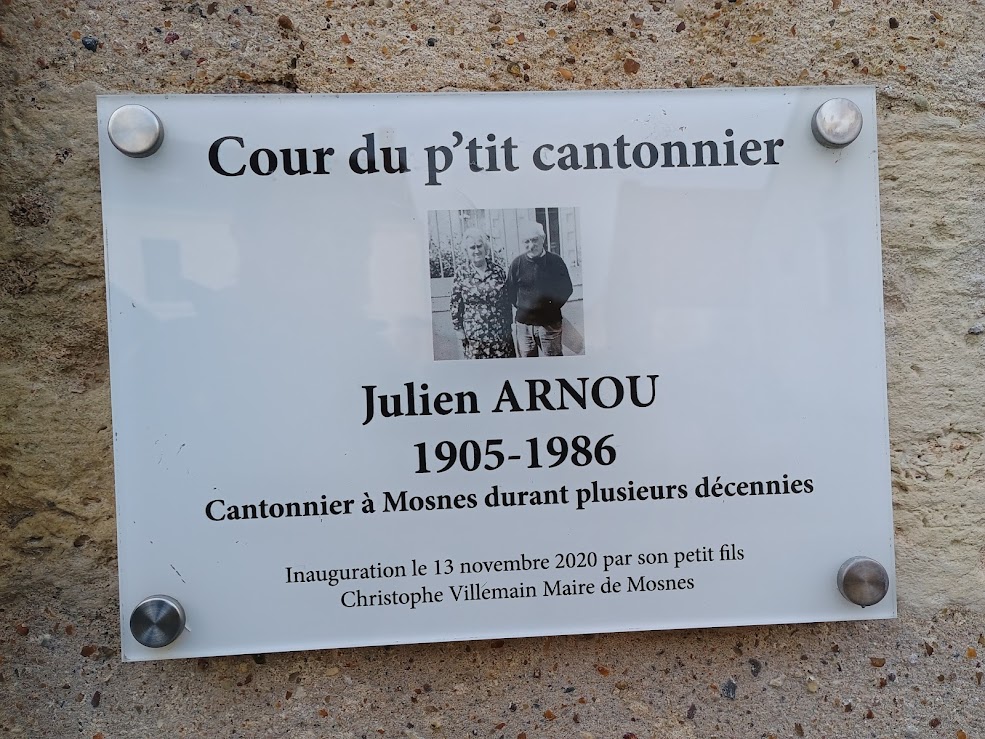 Cour du p’tit cantonnier
Julien ARNOU
1905-1986
Cantonnier à Mosnes durant plusieurs décennies
Inauguration le 13 novembre 2020 par son petit fils
Christophe Villemain Maire de Mosnes